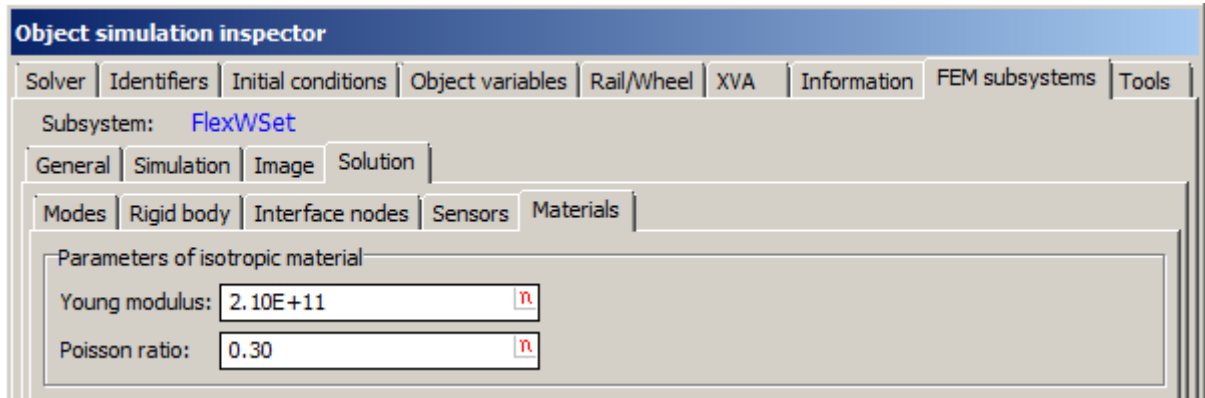 Object simulation inspector
Solver Identifiers Initial conditions Object variables Rail/Wheel XVA Information FEM subsystems Tools
Subsystem: FlexWSet
General Simulation Image Solution
Modes Rigid body Interface nodes Sensors Materials
Parameters of isotropic material
Young modulus: 2.10E+11 n
Poisson ratio: 0.30 n